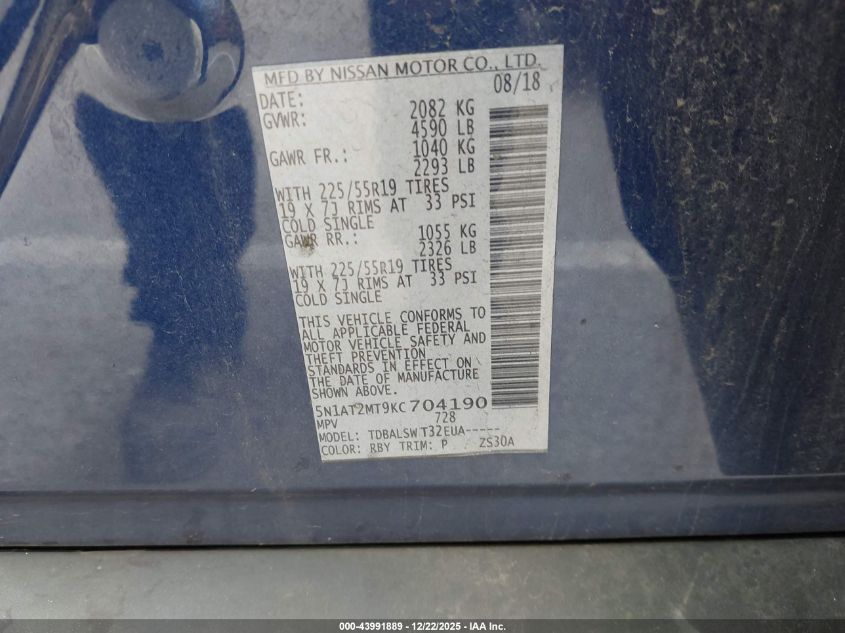 MFD BY NISSAN MOTOR CO., LTD.
DATE: 08/18
GVWR: 2082 KG
4590 LB
GAWR FR.: 1040 KG
2293 LB
WITH 225/55R19 TIRES
19 X 7J RIMS AT 33 PSI
COLD SINGLE
GAWR RR.: 1055 KG
2326 LB
WITH 225/55R19 TIRES
19 X 7J RIMS AT 33 PSI
COLD SINGLE
THIS VEHICLE CONFORMS TO
ALL APPLICABLE FEDERAL
MOTOR VEHICLE SAFETY AND
THEFT PREVENTION
STANDARDS IN EFFECT ON
THE DATE OF MANUFACTURE
SHOWN ABOVE.
5N1AT2MT9KC704190
MPV 728
MODEL: TDBALSW T32EUA-----
COLOR: RBY TRIM: P ZS30A
000-43991889 - 12/22/2025 - IAA Inc.